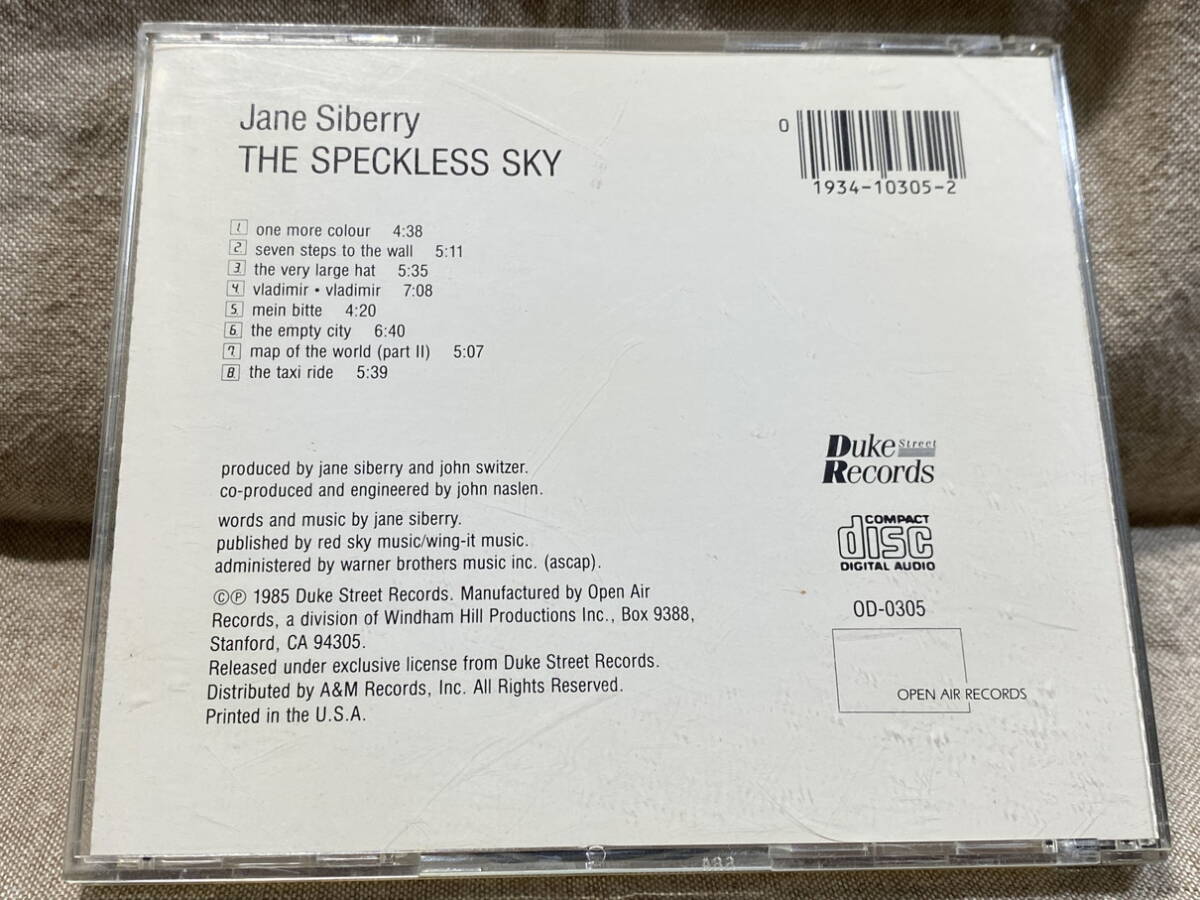 Jane Siberry
THE SPECKLESS SKY
0
1934-10305-2
1 one more colour 4:38
2. seven steps to the wall 5:11
3. the very large hat 5:35
4. vladimir • vladimir 7:08
5. mein bitte 4:20
6. the empty city 6:40
7. map of the world (part II) 5:07
8. the taxi ride 5:39
produced by jane siberry and john switzer.
co-produced and engineered by john naslen.
words and music by jane siberry.
published by red sky music/wing-it music.
administered by warner brothers music inc. (ascap).
©℗ 1985 Duke Street Records. Manufactured by Open Air
Records, a division of Windham Hill Productions Inc., Box 9388,
Stanford, CA 94305.
Released under exclusive license from Duke Street Records.
Distributed by A&M Records, Inc. All Rights Reserved.
Printed in the U.S.A.
Duke Street
Records
COMPACT
disc
DIGITAL AUDIO
OD-0305
OPEN AIR RECORDS